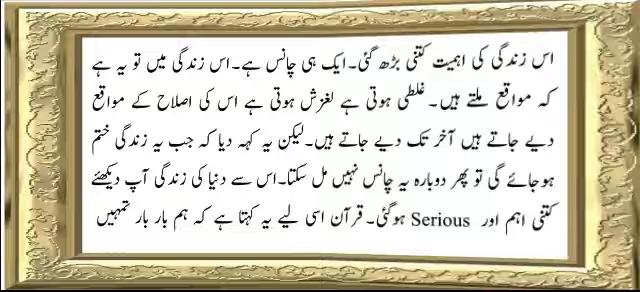 اس زندگی کی اہمیت کتنی بڑھ گئی۔ ایک ہی چانس ہے۔ اس زندگی میں تو یہ ہے
کہ مواقع ملتے ہیں۔ غلطی ہوتی ہے لغزش ہوتی ہے اس کی اصلاح کے مواقع
دیے جاتے ہیں آخر تک دیے جاتے ہیں۔ لیکن یہ کہہ دیا کہ جب یہ زندگی ختم
ہوجائے گی تو پھر دوبارہ یہ چانس نہیں مل سکتا۔ اس سے دنیا کی زندگی آپ دیکھئے
کتنی اہم اور Serious ہوگئی۔ قرآن اسی لیے یہ کہتا ہے کہ ہم بار بار تمہیں